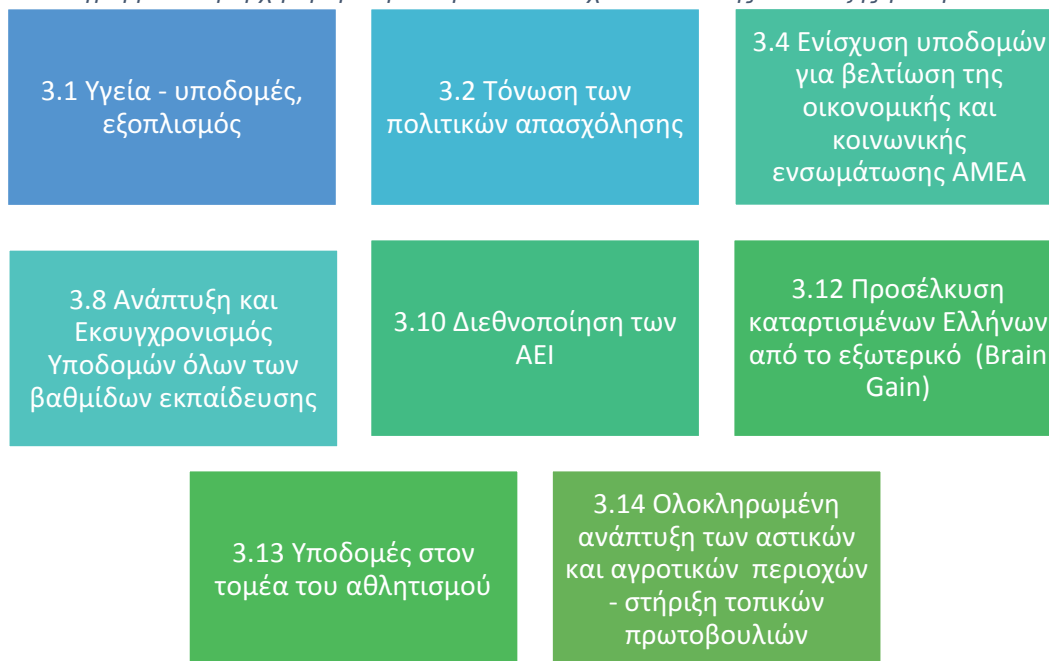 3.1 Υγεία - υποδομές,
εξοπλισμός
3.2 Τόνωση των
πολιτικών απασχόλησης
3.4 Ενίσχυση υποδομών
για βελτίωση της
οικονομικής και
κοινωνικής
ενσωμάτωσης ΑΜΕΑ
3.8 Ανάπτυξη και
Εκσυγχρονισμός
Υποδομών όλων των
βαθμίδων εκπαίδευσης
3.10 Διεθνοποίηση των
ΑΕΙ
3.12 Προσέλκυση
καταρτισμένων Ελλήνων
από το εξωτερικό (Brain
Gain)
3.13 Υποδομές στον
τομέα του αθλητισμού
3.14 Ολοκληρωμένη
ανάπτυξη των αστικών
και αγροτικών περιοχών
- στήριξη τοπικών
πρωτοβουλιών